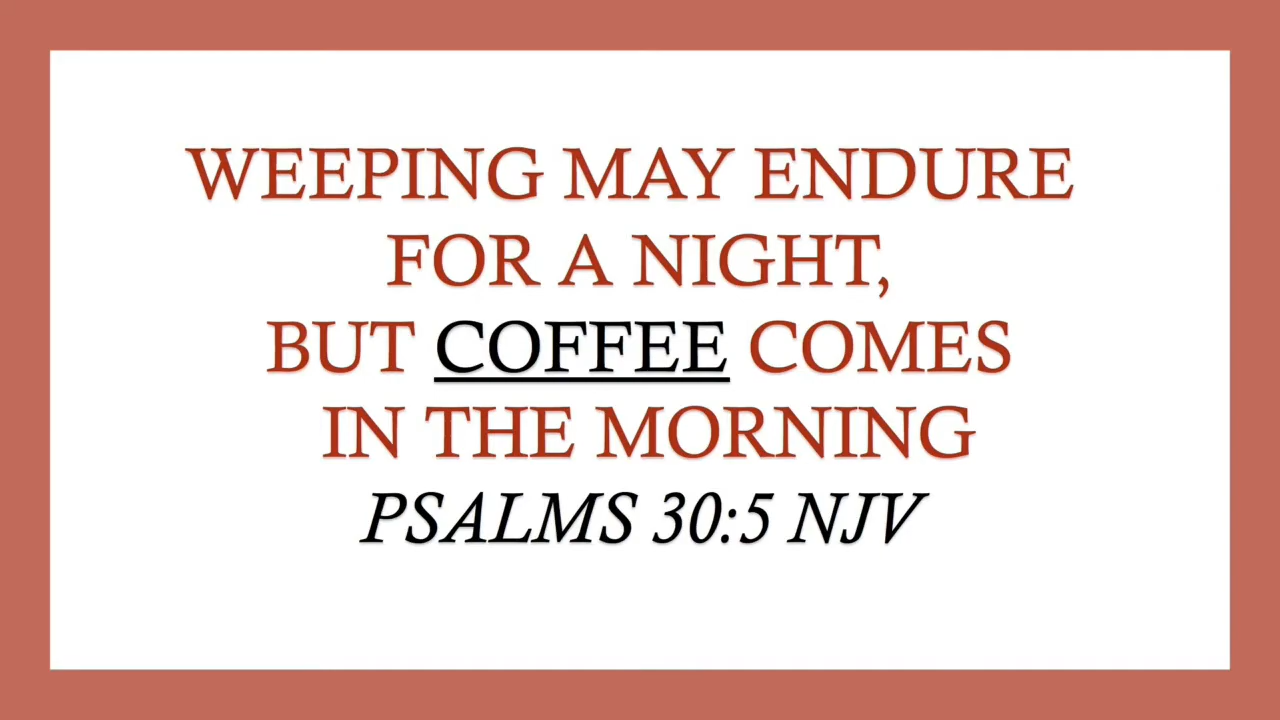 WEEPING MAY ENDURE
FOR A NIGHT,
BUT COFFEE COMES
IN THE MORNING
PSALMS 30:5 NJV